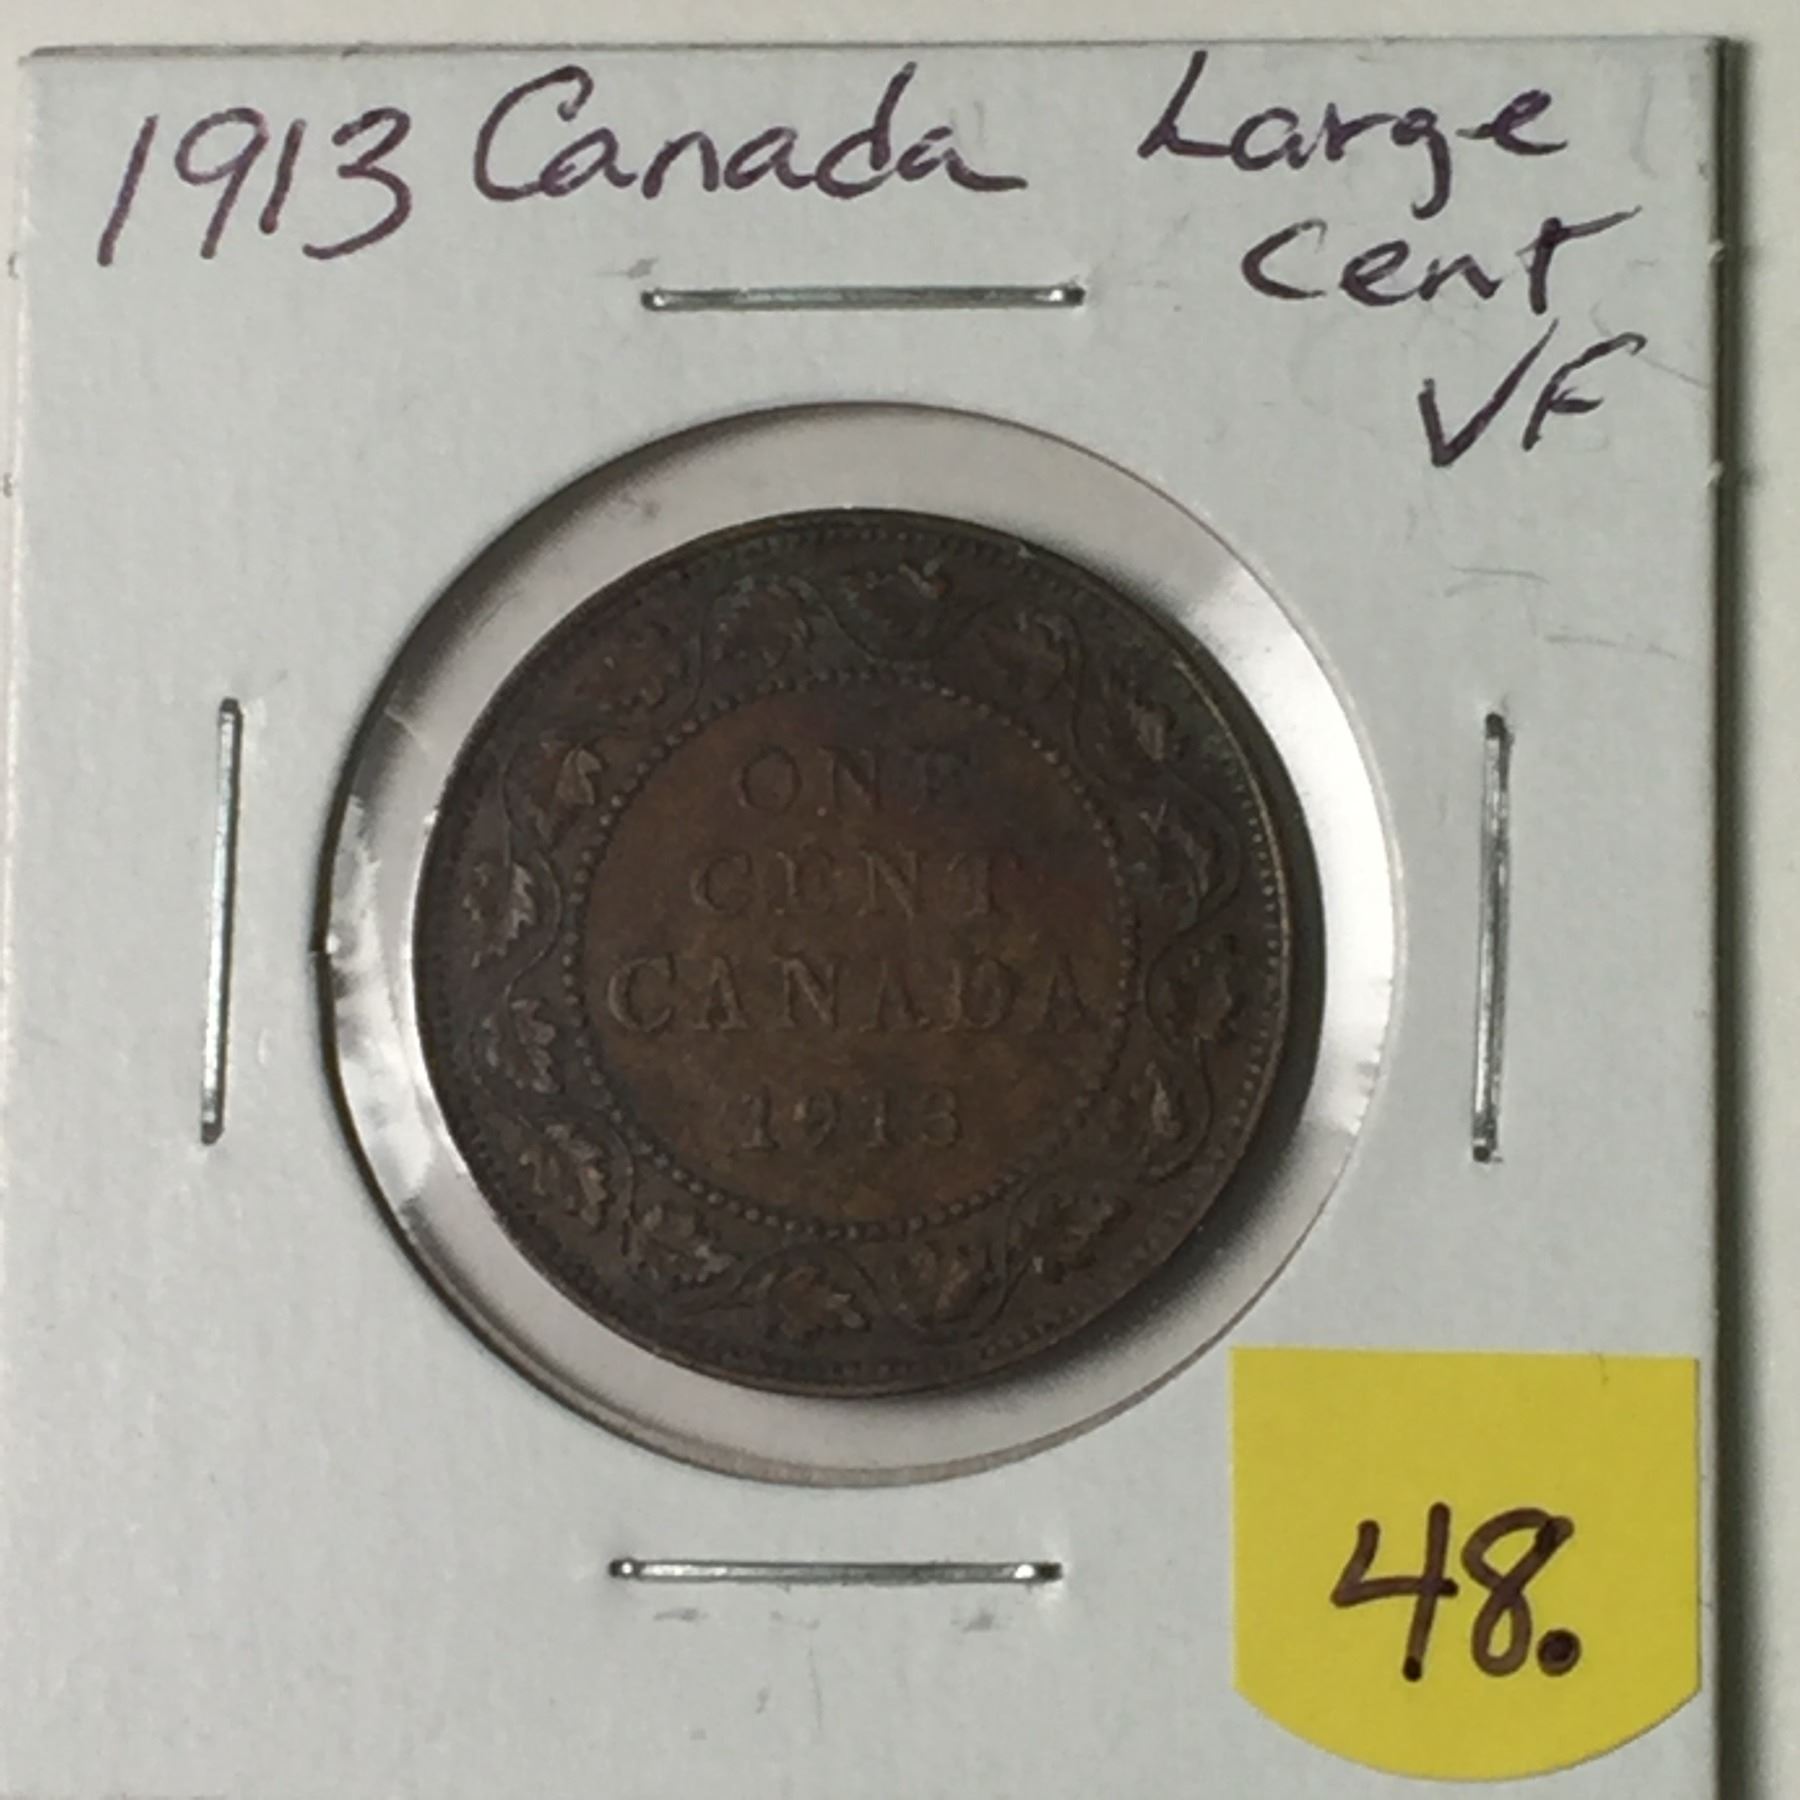 1913 Canada Large
Cent
VF
ONE
CENT
CANADA
1913
48.